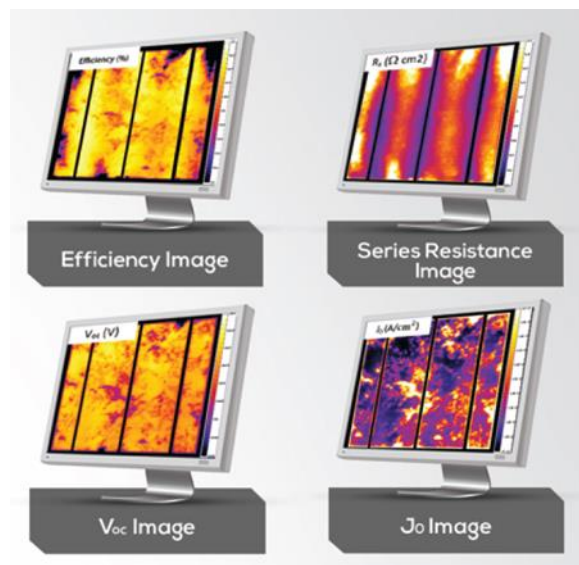 Efficiency (%)
Rs (Ω cm2)
Efficiency Image
Series Resistance
Image
Voc (V)
J0 (A/cm²)
Voc Image
J0 Image